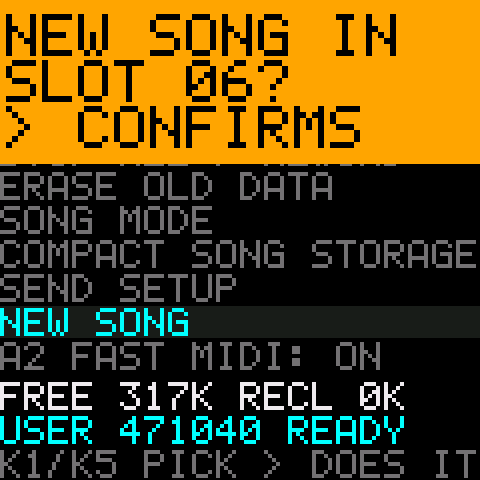 NEW SONG IN
SLOT 06?
> CONFIRMS
ERASE OLD DATA
SONG MODE
COMPACT SONG STORAGE
SEND SETUP
NEW SONG
A2 FAST MIDI: ON
FREE 317K RECL 0K
USER 471040 READY
K1/K5 PICK > DOES IT